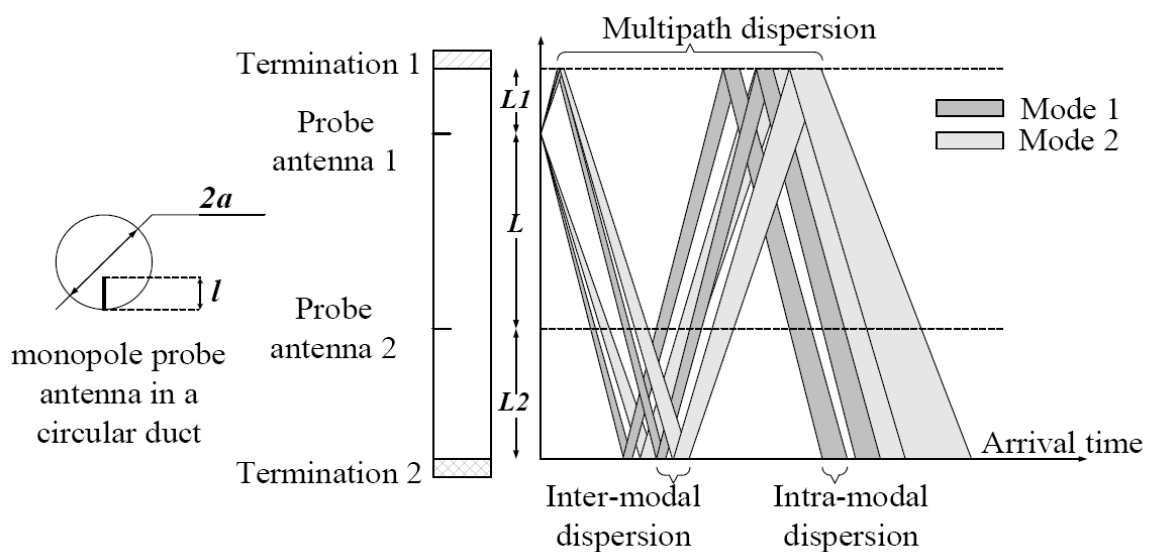 Multipath dispersion
Termination 1
L1
Probe
antenna 1
Mode 1
Mode 2
2a
L
l
Probe
antenna 2
monopole probe
antenna in a
circular duct
L2
Arrival time
Termination 2
Inter-modal
dispersion
Intra-modal
dispersion